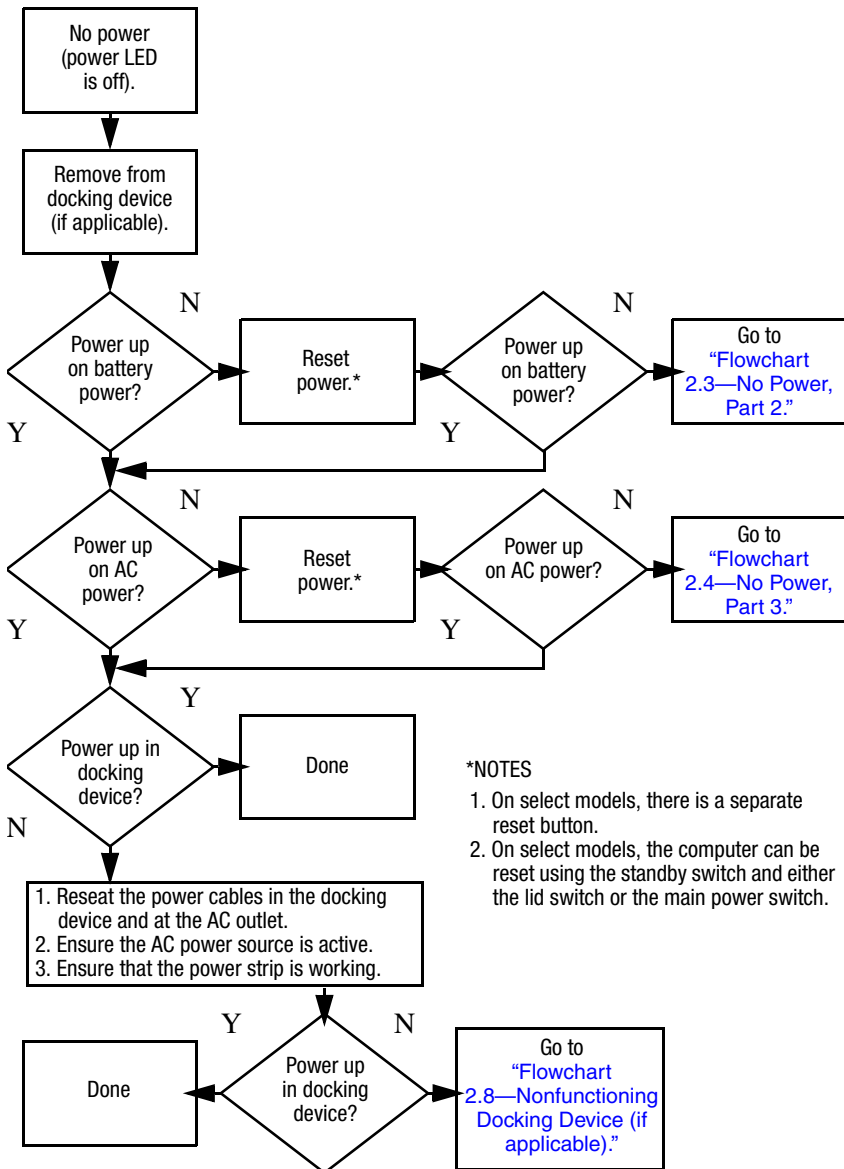 No power
(power LED
is off).
Remove from
docking device
(if applicable).
N
N
Power up
on battery
power?
Reset
power.*
Power up
on battery
power?
Go to
“Flowchart
2.3—No Power,
Part 2.”
Y
Y
N
N
Power up
on AC
power?
Reset
power.*
Power up
on AC power?
Go to
“Flowchart
2.4—No Power,
Part 3.”
Y
Y
Y
Power up in
docking
device?
Done
N
*NOTES
1. On select models, there is a separate
reset button.
2. On select models, the computer can be
reset using the standby switch and either
the lid switch or the main power switch.
1. Reseat the power cables in the docking
device and at the AC outlet.
2. Ensure the AC power source is active.
3. Ensure that the power strip is working.
Y
N
Done
Power up
in docking
device?
Go to
“Flowchart
2.8—Nonfunctioning
Docking Device (if
applicable).”